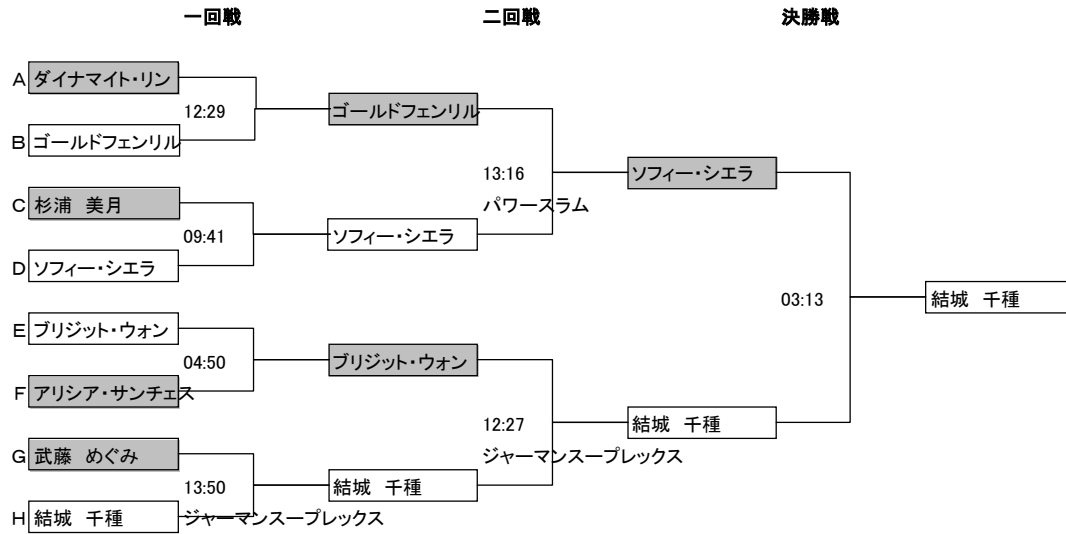 一回戦
二回戦
決勝戦
A ダイナマイト・リン
12:29
B ゴールドフェンリル
C 杉浦 美月
09:41
D ソフィー・シエラ
E ブリジット・ウォン
04:50
F アリシア・サンチェス
G 武藤 めぐみ
13:50
H 結城 千種
ジャーマンスープレックス
ゴールドフェンリル
13:16
パワースラム
ソフィー・シエラ
ブリジット・ウォン
12:27
ジャーマンスープレックス
結城 千種
ソフィー・シエラ
03:13
結城 千種
結城 千種